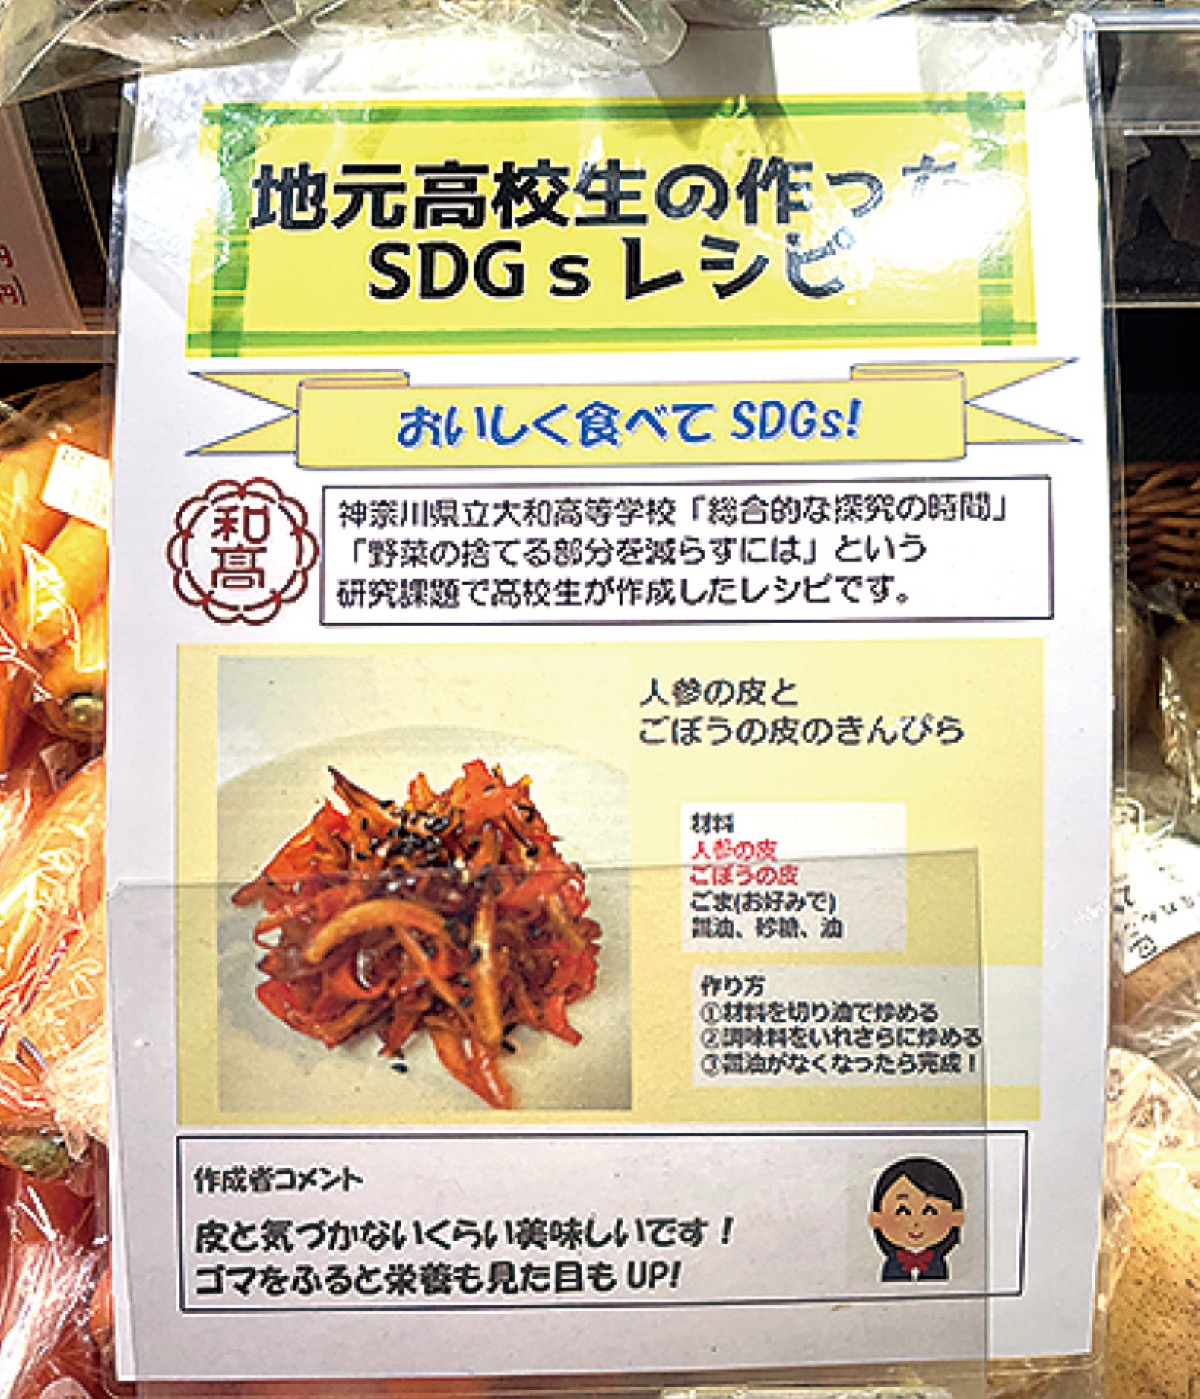 地元高校生の作った
SDGsレシピ
おいしく食べてSDGs!
和
高
神奈川県立大和高等学校「総合的な探究の時間」
「野菜の捨てる部分を減らすには」という
研究課題で高校生が作成したレシピです。
人参の皮と
ごぼうの皮のきんぴら
材料
人参の皮
ごぼうの皮
ごま(お好みで)
醤油、砂糖、油
作り方
①材料を切り油で炒める
②調味料をいれさらに炒める
③醤油がなくなったら完成！
作成者コメント
皮と気づかないくらい美味しいです！
ゴマをふると栄養も見た目もUP!
円
円